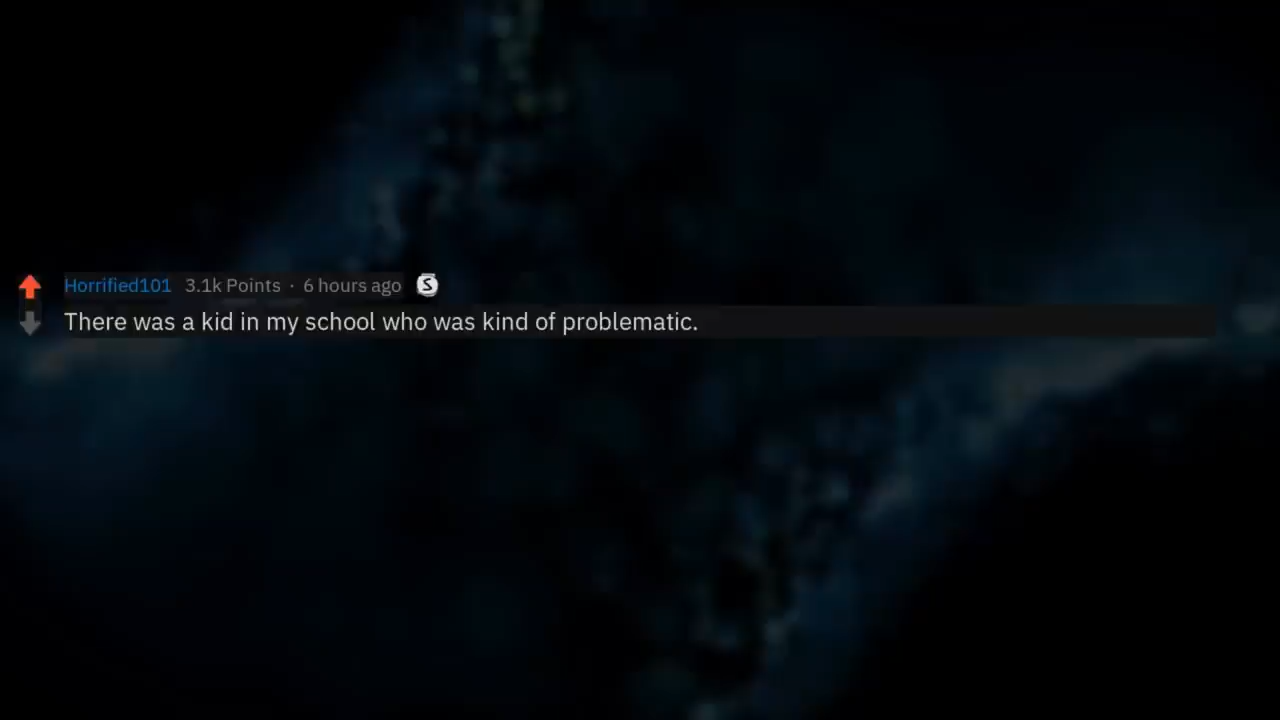 Horrified101 3.1k Points · 6 hours ago S
There was a kid in my school who was kind of problematic.